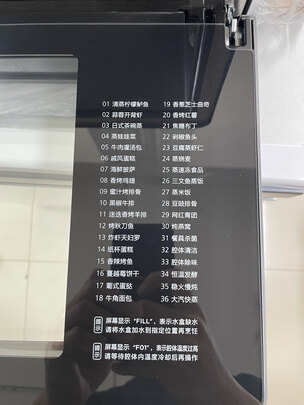 01 清蒸柠檬鲈鱼
02 蒜蓉开背虾
03 日式茶碗蒸
04 蒸娃娃菜
05 牛肉灌汤包
06 戚风蛋糕
07 海鲜披萨
08 香烤鸡翅
09 蜜汁烤排骨
10 黑椒牛排
11 迷迭香烤羊排
12 烤秋刀鱼
13 炸虾天妇罗
14 纸杯蛋糕
15 香辣烤鱼
16 蔓越莓饼干
17 葡式蛋挞
18 牛角面包
19 香葱芝士曲奇
20 香烤红薯
21 焦糖布丁
22 剁椒鱼头
23 豆腐蒸虾仁
24 蒸烧麦
25 蒸速冻食品
26 三文鱼蒸饭
27 蒸米饭
28 豆豉排骨
29 网红青团
30 炖燕窝
31 餐具杀菌
32 腔体清洁
33 腔体除味
34 恒温发酵
35 稳火慢炖
36 大汽快蒸
提示 屏幕显示 "FILL", 表示水盒缺水
请将水盒加水到指定位置再烹饪
提示 屏幕显示 "F01", 表示腔体温度过高
请等待腔体内温度冷却后再操作